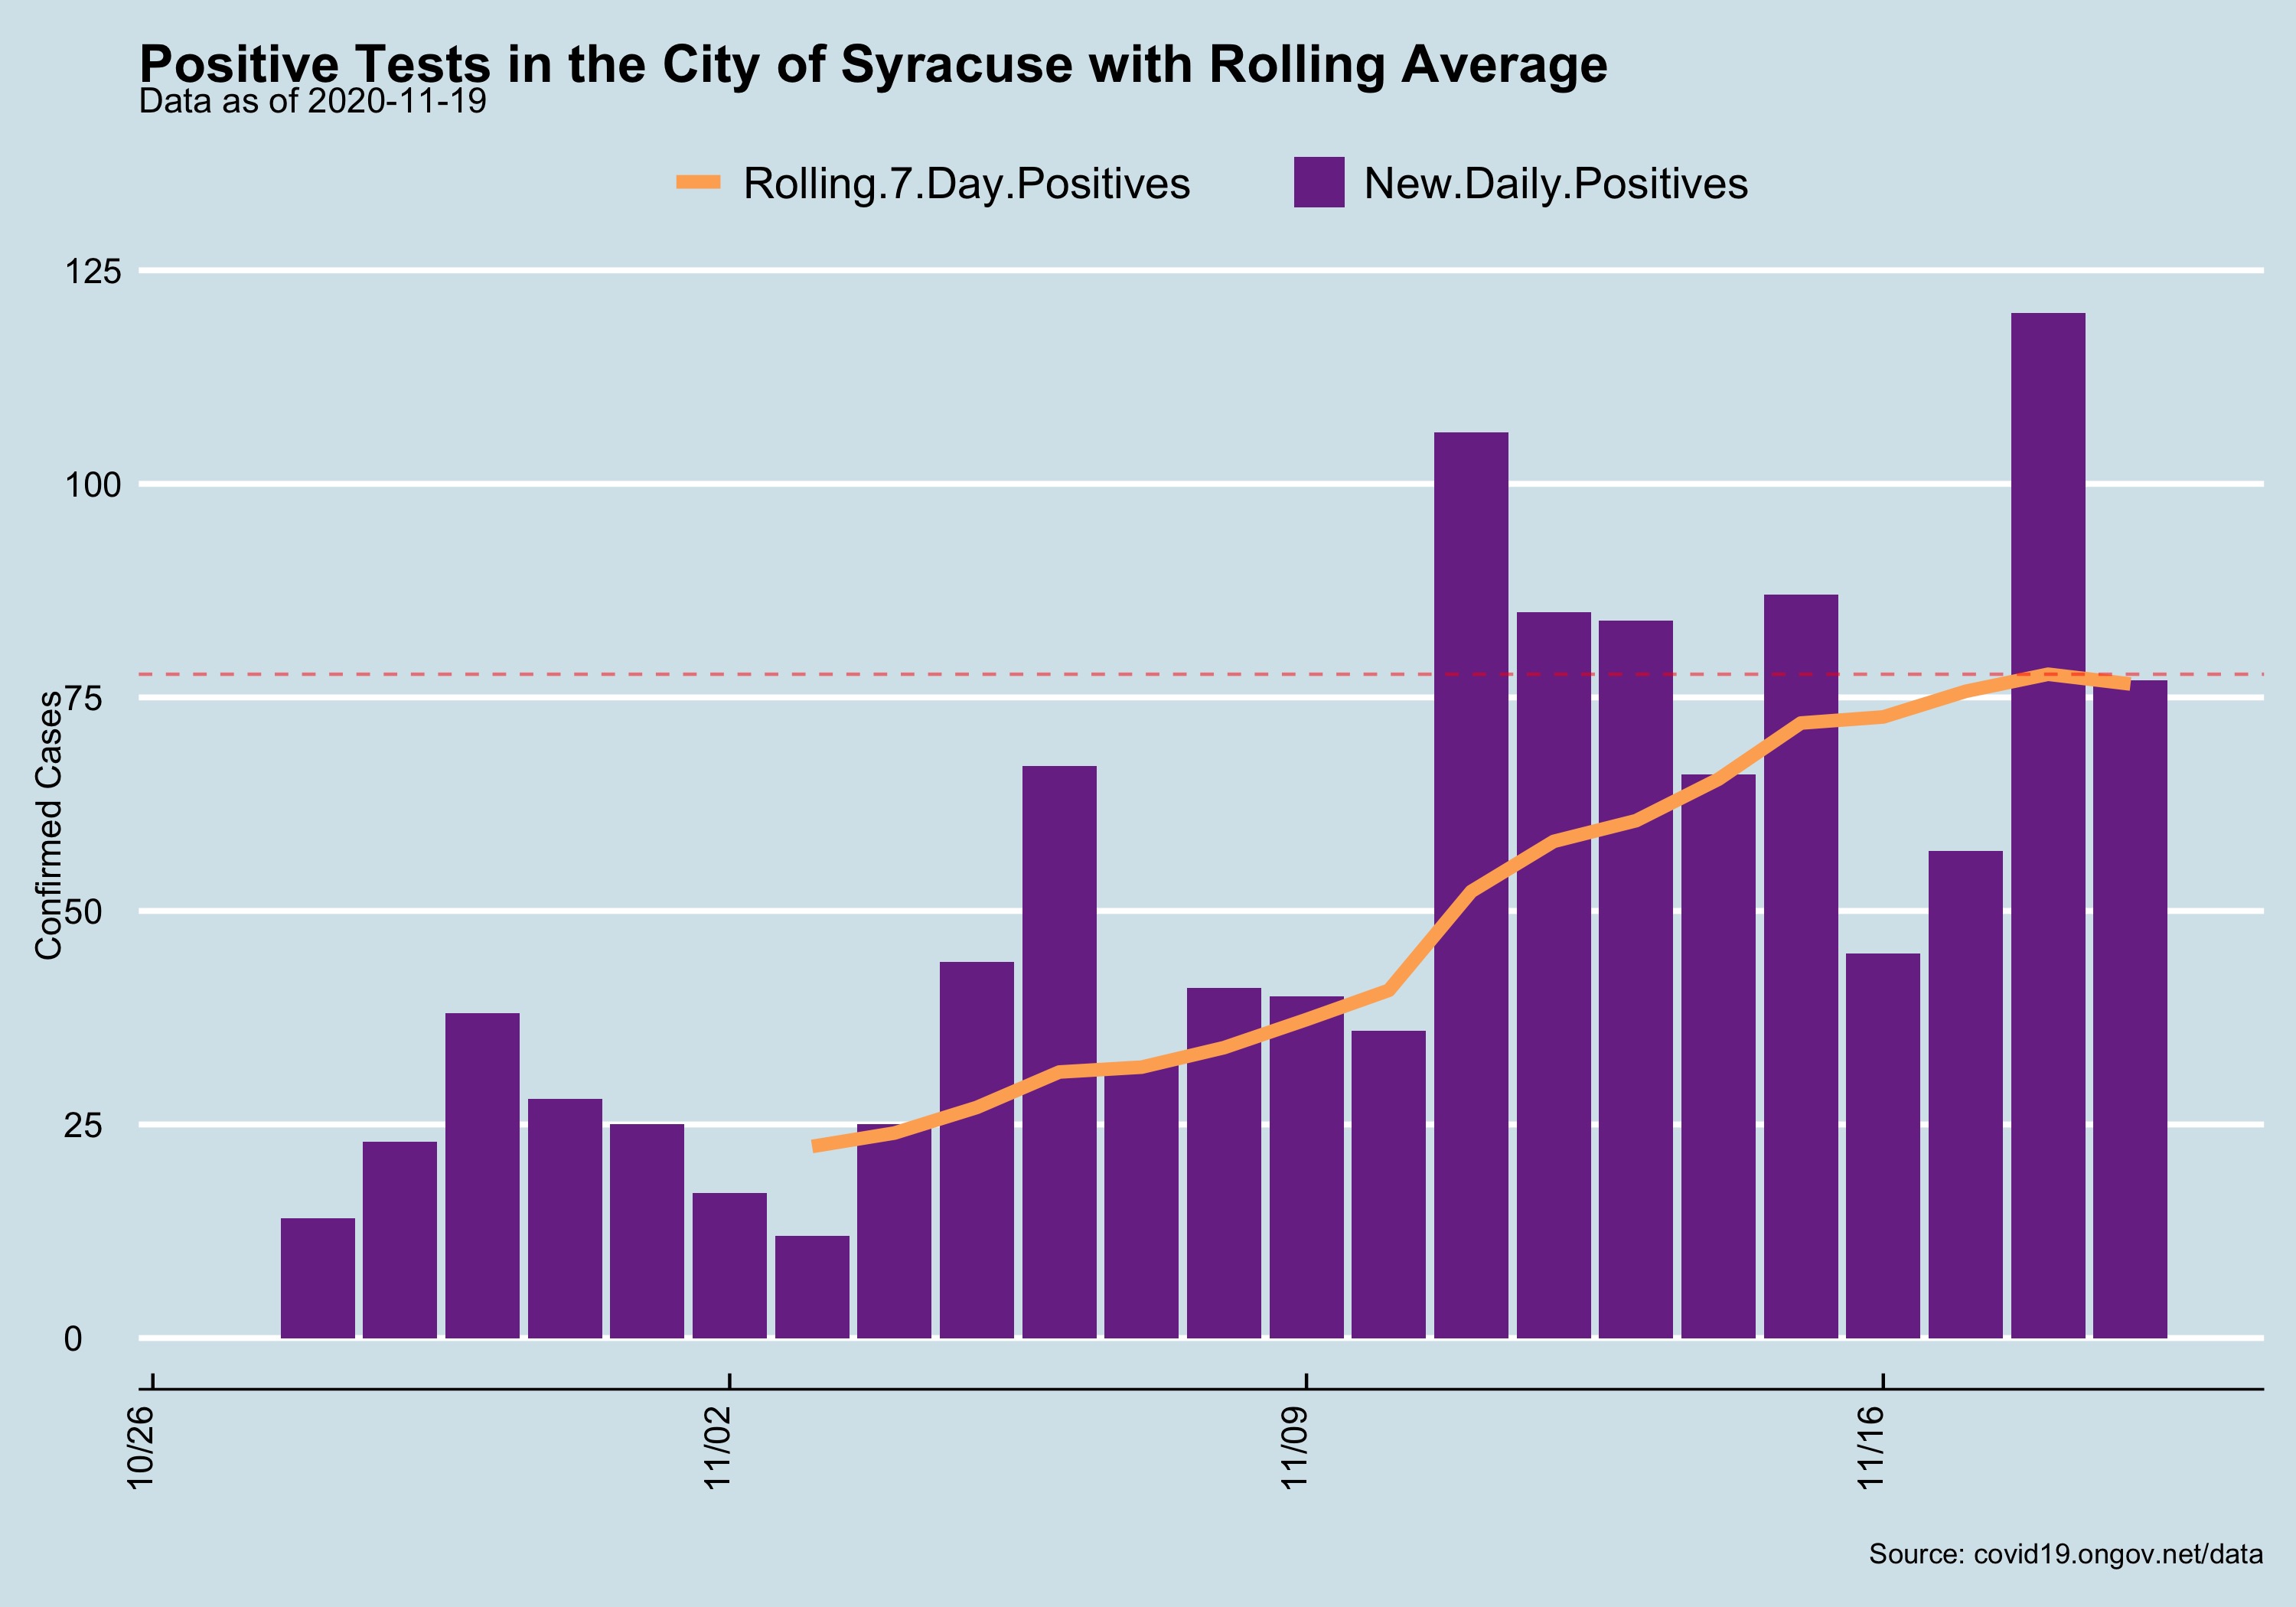 Positive Tests in the City of Syracuse with Rolling Average
Data as of 2020-11-19
Rolling.7.Day.Positives New.Daily.Positives
125
100
75
50
25
0
Confirmed Cases
10/26 11/02 11/09 11/16
Source: covid19.ongov.net/data